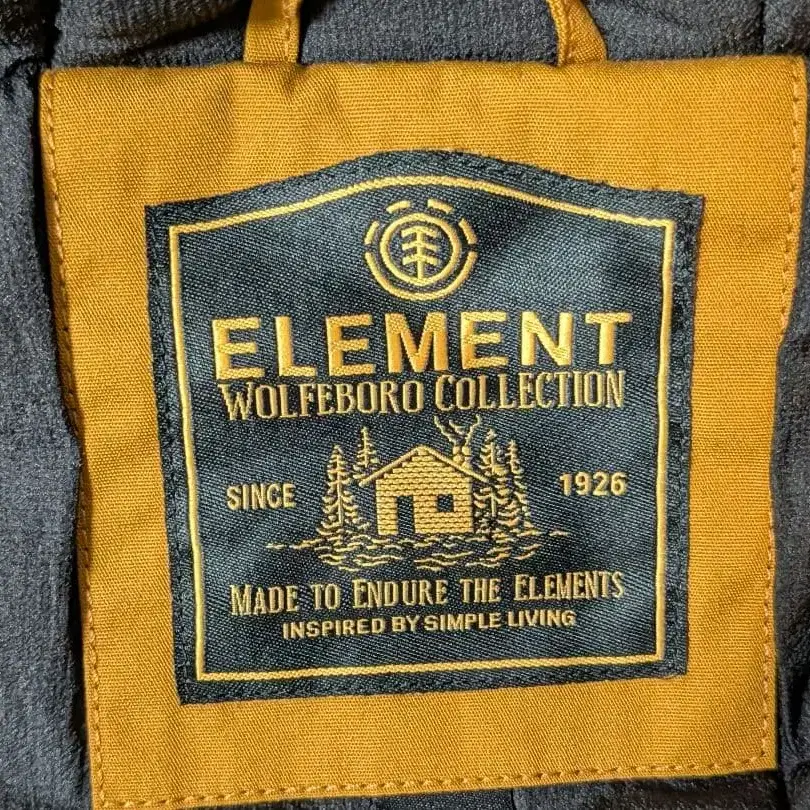 ELEMENT
WOLFEBORO COLLECTION
SINCE 1926
MADE TO ENDURE THE ELEMENTS
INSPIRED BY SIMPLE LIVING